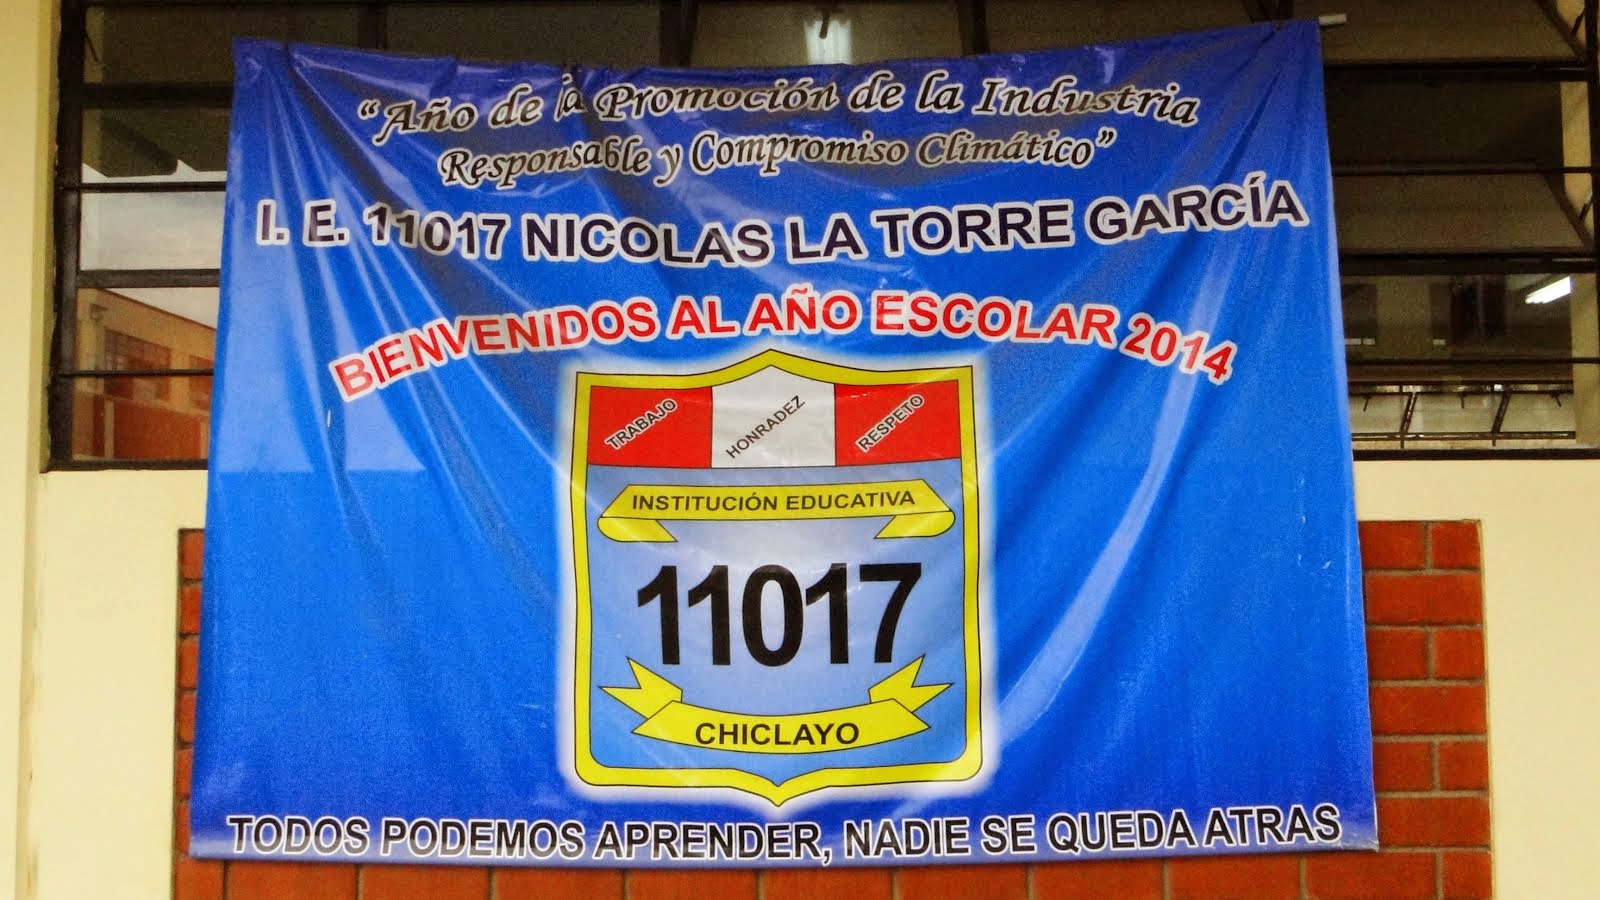 “Año de la Promoción de la Industria
Responsable y Compromiso Climático”
I. E. 11017 NICOLAS LA TORRE GARCÍA
BIENVENIDOS AL AÑO ESCOLAR 2014
TRABAJO
HONRADEZ
RESPETO
INSTITUCIÓN EDUCATIVA
11017
CHICLAYO
TODOS PODEMOS APRENDER, NADIE SE QUEDA ATRAS